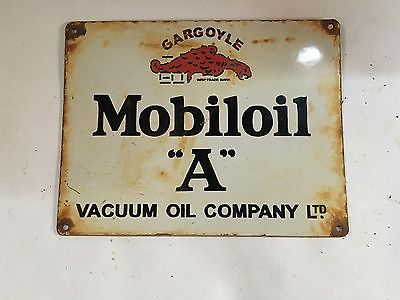 GARGOYLE
Mobiloil
"A"
VACUUM OIL COMPANY LTD